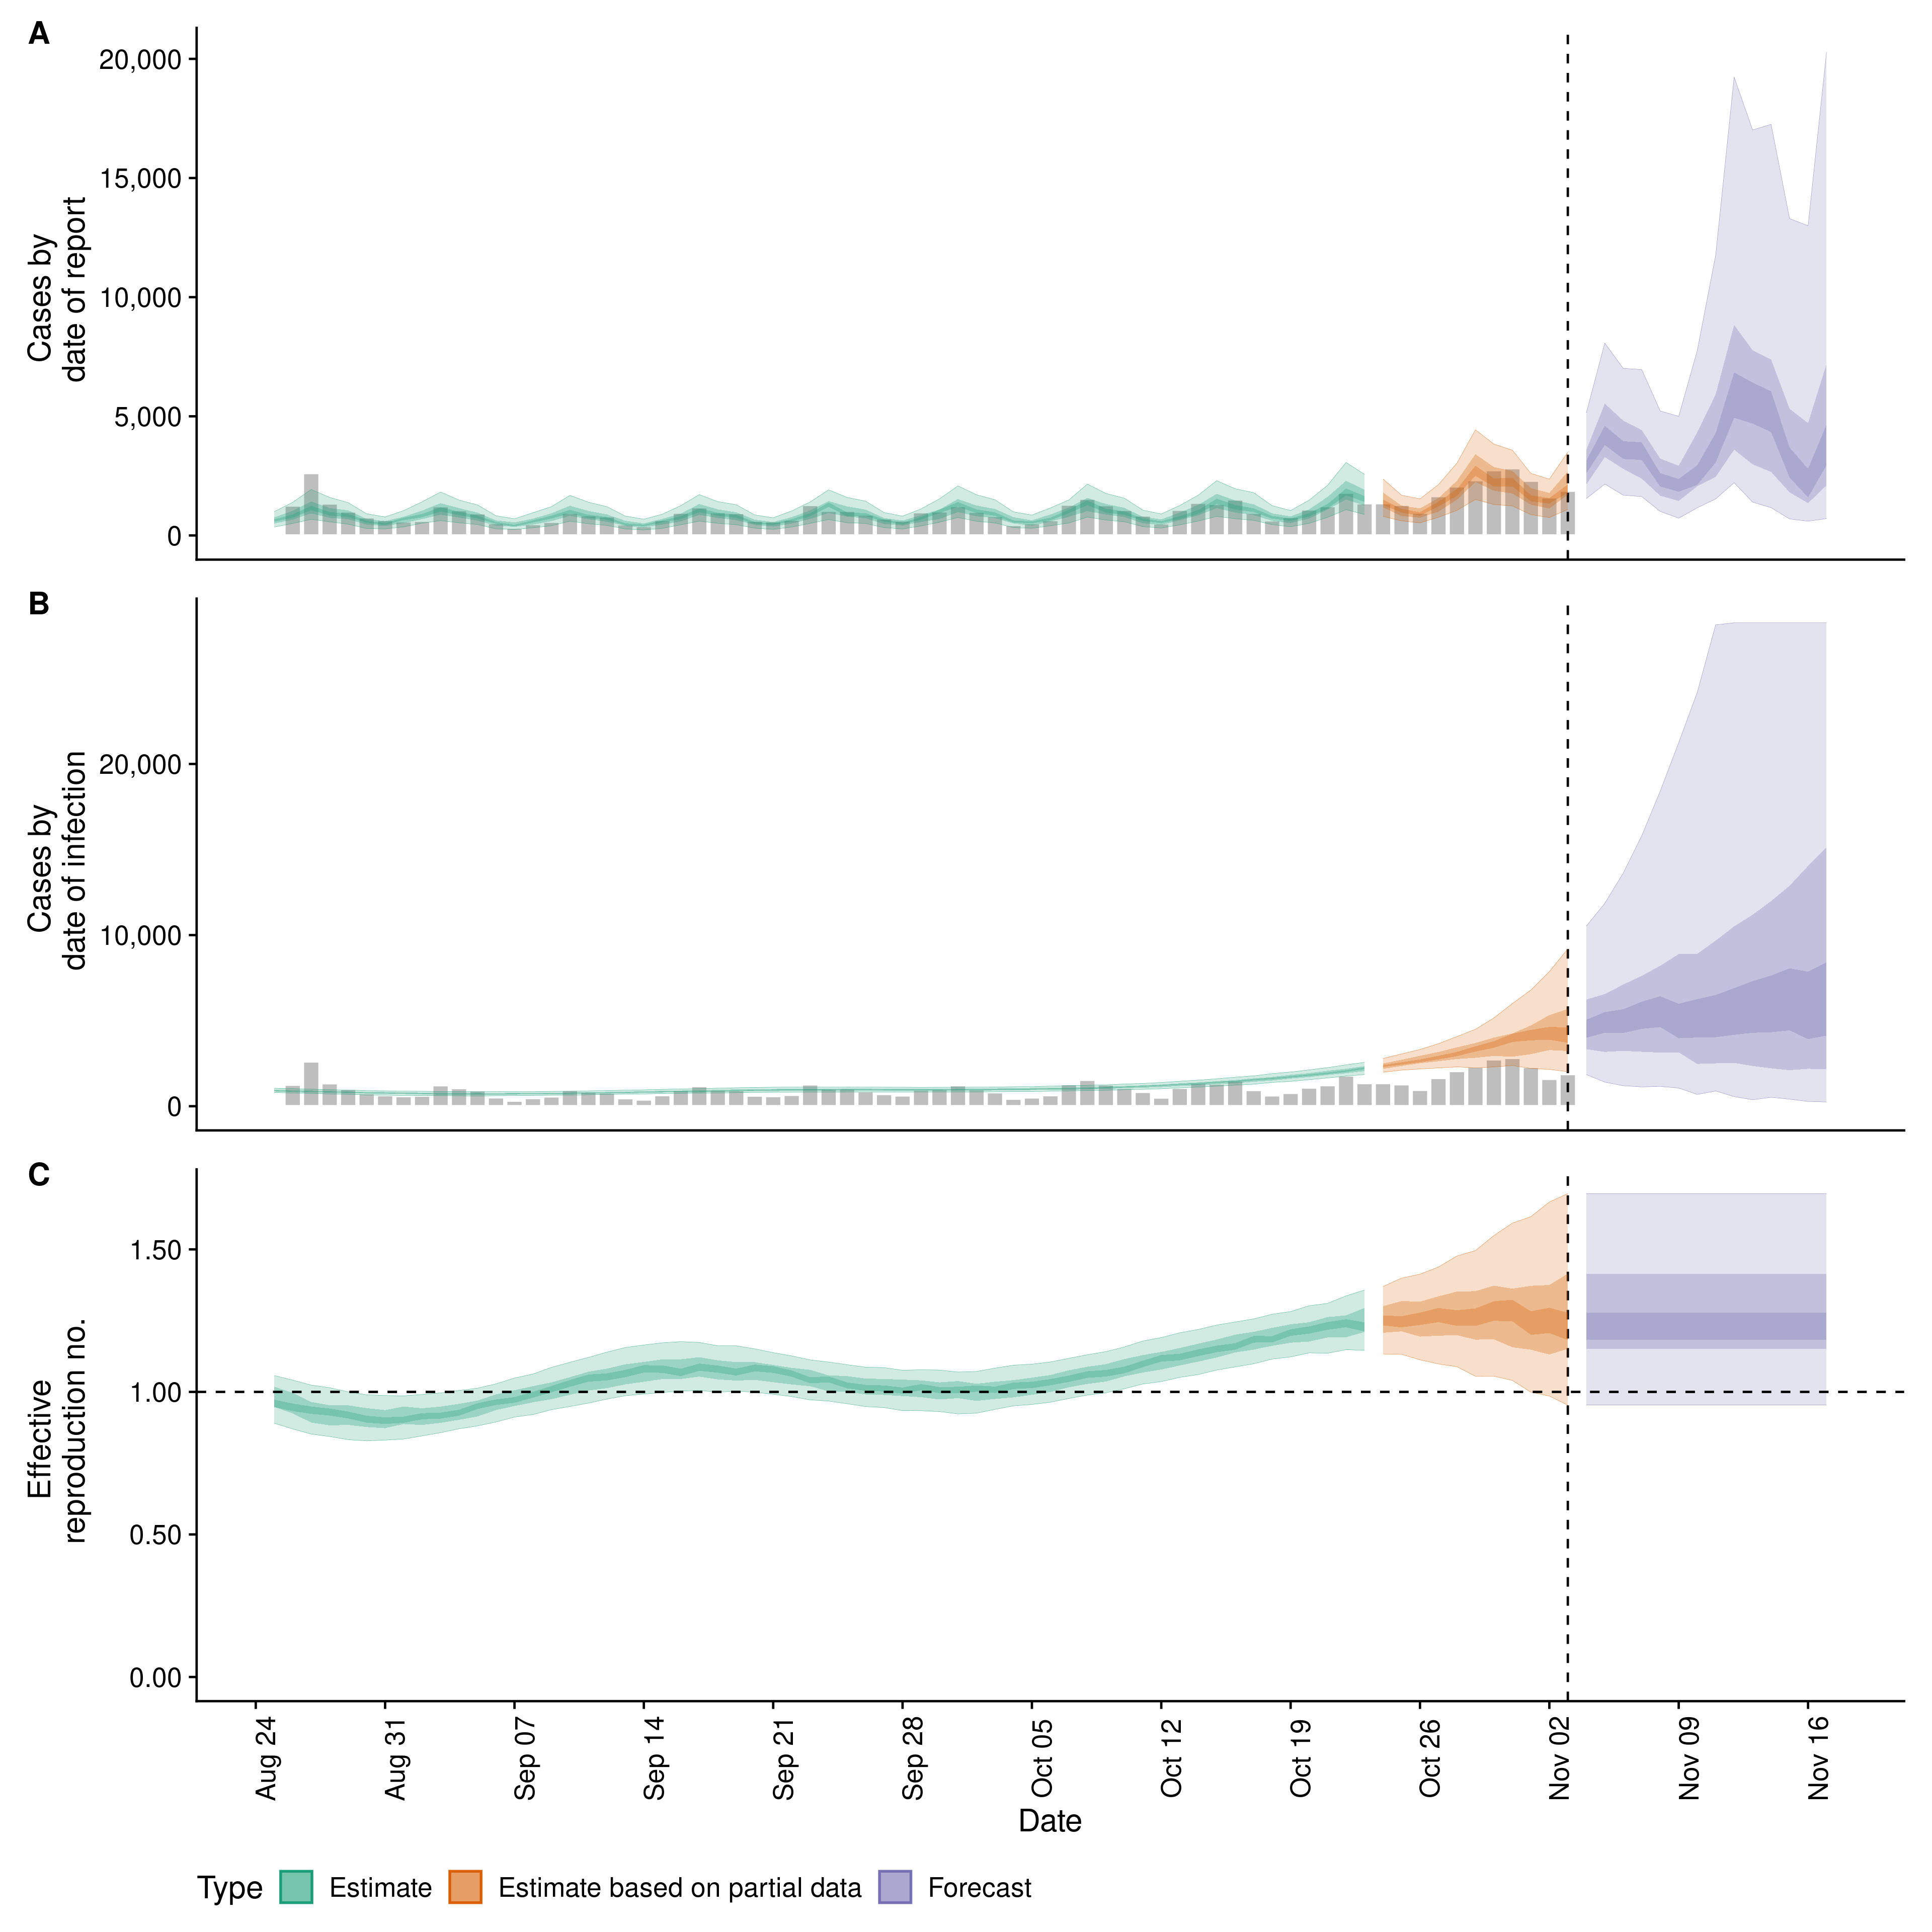 A
20,000
15,000
10,000
5,000
0
Cases by
date of report
B
20,000
10,000
0
Cases by
date of infection
C
1.50
1.00
0.50
0.00
Effective
reproduction no.
Aug 24
Aug 31
Sep 07
Sep 14
Sep 21
Sep 28
Oct 05
Oct 12
Oct 19
Oct 26
Nov 02
Nov 09
Nov 16
Date
Type Estimate Estimate based on partial data Forecast